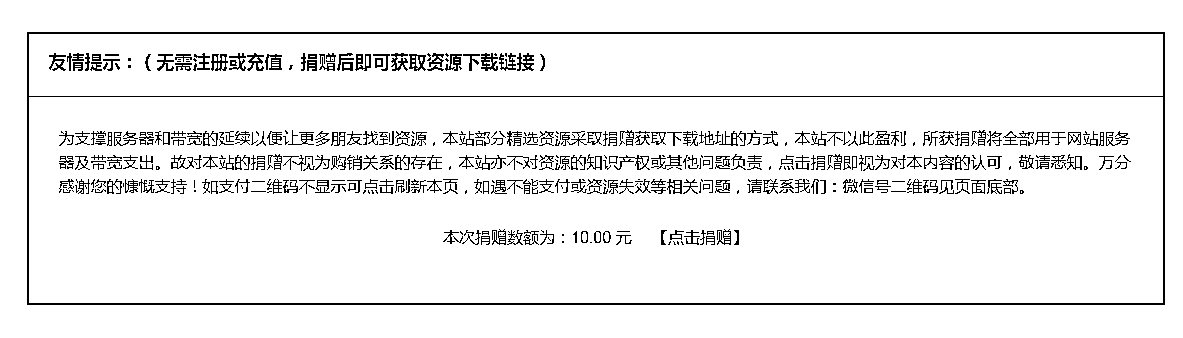 友情提示：（无需注册或充值，捐赠后即可获取资源下载链接）
为支撑服务器和带宽的延续以便让更多朋友找到资源，本站部分精选资源采取捐赠获取下载地址的方式，本站不以此盈利，所获捐赠将全部用于网站服务
器及带宽支出。故对本站的捐赠不视为购销关系的存在，本站亦不对资源的知识产权或其他问题负责，点击捐赠即视为对本内容的认可，敬请悉知。万分
感谢您的慷慨支持！如支付二维码不显示可点击刷新本页，如遇不能支付或资源失效等相关问题，请联系我们：微信号二维码见页面底部。
本次捐赠数额为：10.00 元 【点击捐赠】